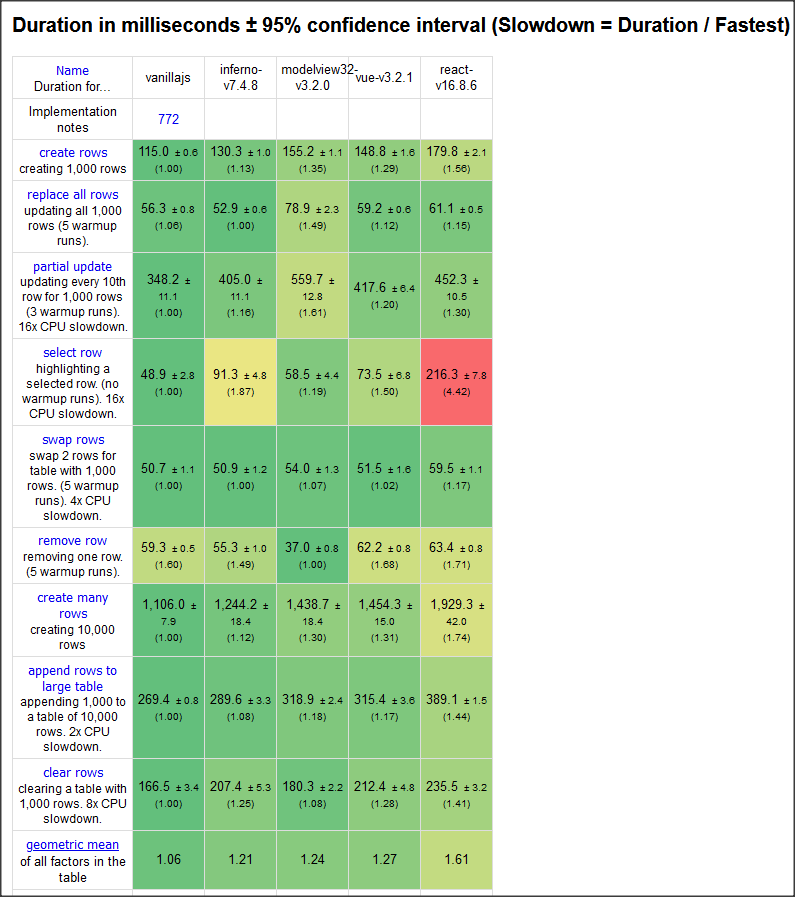 Duration in milliseconds ± 95% confidence interval (Slowdown = Duration / Fastest)
Name
Duration for...
vanillajs
inferno-
v7.4.8
modelview32-
v3.2.0
vue-v3.2.1
react-
v16.8.6
Implementation
notes
772
create rows
creating 1,000 rows
115.0 ± 0.6
(1.00)
130.3 ± 1.0
(1.13)
155.2 ± 1.1
(1.35)
148.8 ± 1.6
(1.29)
179.8 ± 2.1
(1.56)
replace all rows
updating all 1,000
rows (5 warmup
runs).
56.3 ± 0.8
(1.06)
52.9 ± 0.6
(1.00)
78.9 ± 2.3
(1.49)
59.2 ± 0.6
(1.12)
61.1 ± 0.5
(1.15)
partial update
updating every 10th
row for 1,000 rows
(3 warmup runs).
16x CPU slowdown.
348.2 ±
11.1
(1.00)
405.0 ±
11.1
(1.16)
559.7 ±
12.8
(1.61)
417.6 ± 6.4
(1.20)
452.3 ±
10.5
(1.30)
select row
highlighting a
selected row. (no
warmup runs). 16x
CPU slowdown.
48.9 ± 2.8
(1.00)
91.3 ± 4.8
(1.87)
58.5 ± 4.4
(1.19)
73.5 ± 6.8
(1.50)
216.3 ± 7.8
(4.42)
swap rows
swap 2 rows for
table with 1,000
rows. (5 warmup
runs). 4x CPU
slowdown.
50.7 ± 1.1
(1.00)
50.9 ± 1.2
(1.00)
54.0 ± 1.3
(1.07)
51.5 ± 1.6
(1.02)
59.5 ± 1.1
(1.17)
remove row
removing one row.
(5 warmup runs).
59.3 ± 0.5
(1.60)
55.3 ± 1.0
(1.49)
37.0 ± 0.8
(1.00)
62.2 ± 0.8
(1.68)
63.4 ± 0.8
(1.71)
create many
rows
creating 10,000
rows
1,106.0 ±
7.9
(1.00)
1,244.2 ±
18.4
(1.12)
1,438.7 ±
18.4
(1.30)
1,454.3 ±
15.0
(1.31)
1,929.3 ±
42.0
(1.74)
append rows to
large table
appending 1,000 to
a table of 10,000
rows. 2x CPU
slowdown.
269.4 ± 0.8
(1.00)
289.6 ± 3.3
(1.08)
318.9 ± 2.4
(1.18)
315.4 ± 3.6
(1.17)
389.1 ± 1.5
(1.44)
clear rows
clearing a table with
1,000 rows. 8x CPU
slowdown.
166.5 ± 3.4
(1.00)
207.4 ± 5.3
(1.25)
180.3 ± 2.2
(1.08)
212.4 ± 4.8
(1.28)
235.5 ± 3.2
(1.41)
geometric mean
of all factors in the
table
1.06
1.21
1.24
1.27
1.61